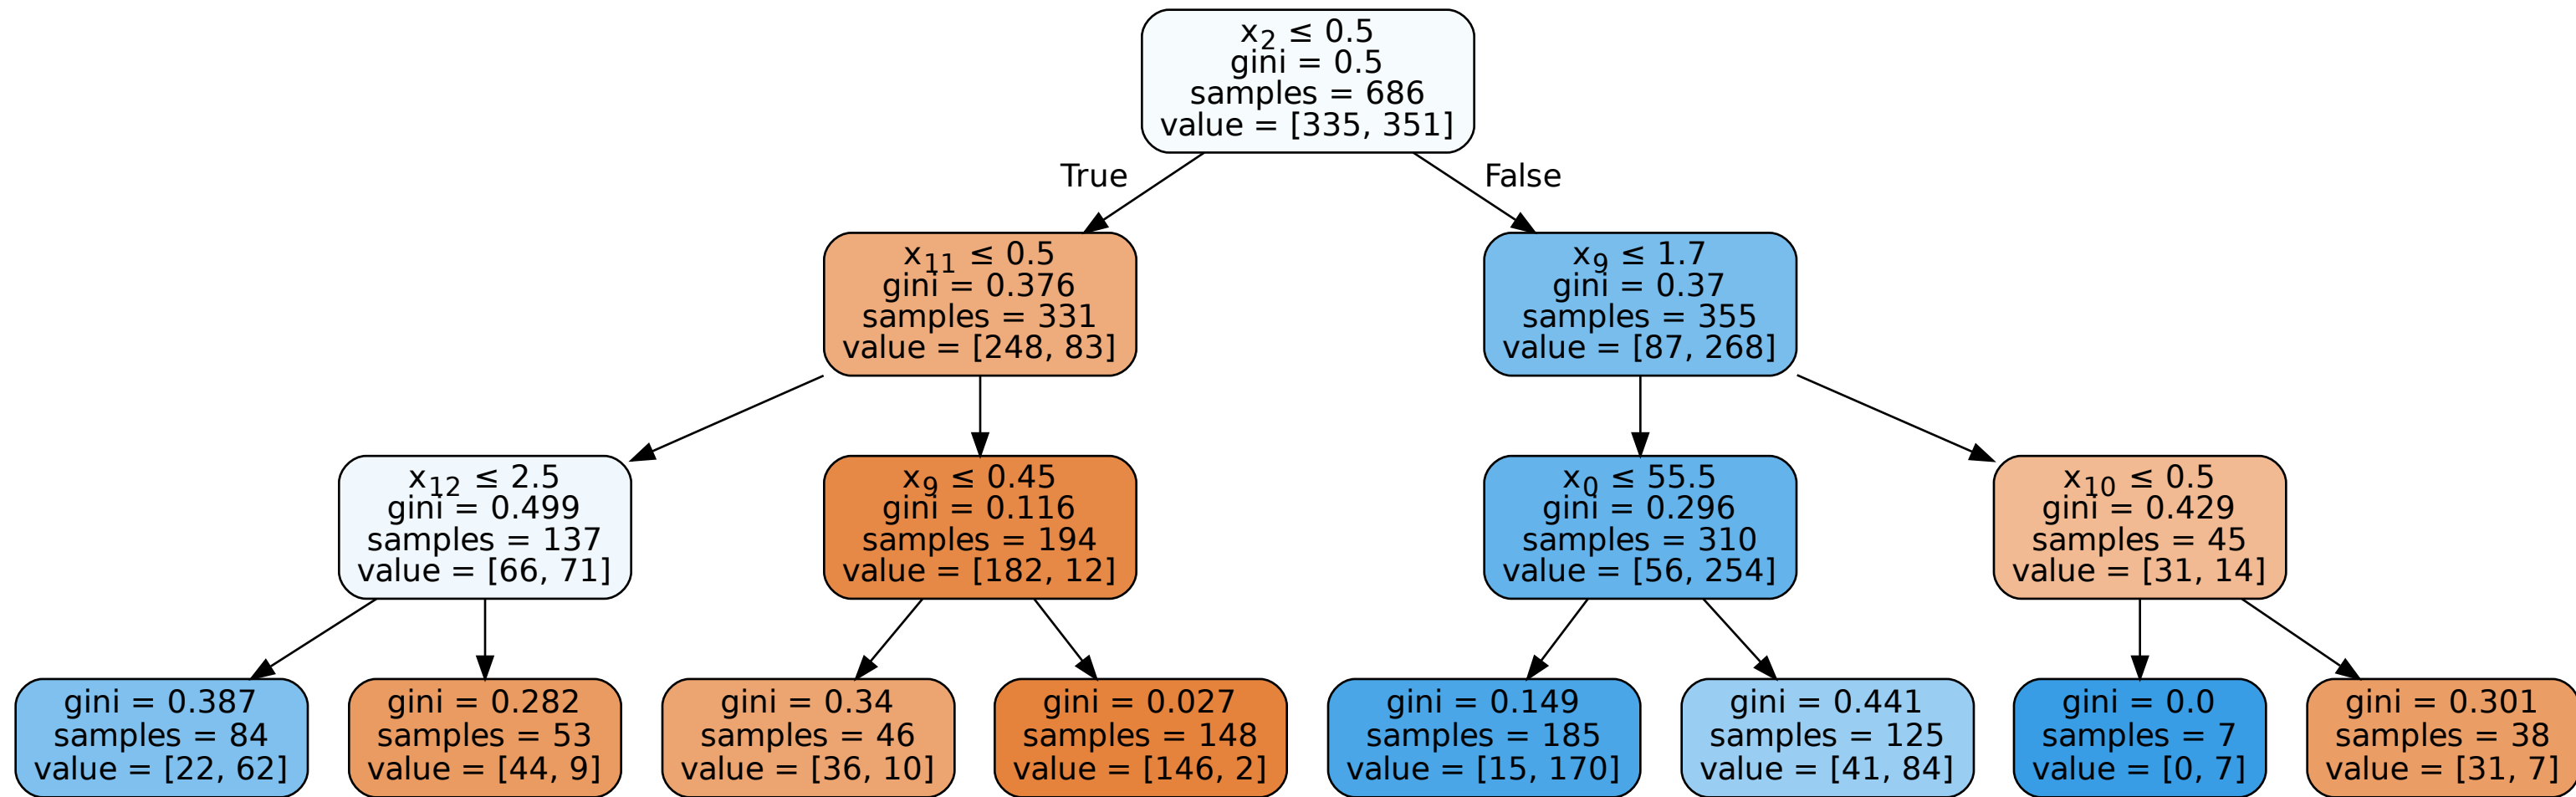 x₂ ≤ 0.5
gini = 0.5
samples = 686
value = [335, 351]
True
False
x₁₁ ≤ 0.5
gini = 0.376
samples = 331
value = [248, 83]
x₉ ≤ 1.7
gini = 0.37
samples = 355
value = [87, 268]
x₁₂ ≤ 2.5
gini = 0.499
samples = 137
value = [66, 71]
x₉ ≤ 0.45
gini = 0.116
samples = 194
value = [182, 12]
x₀ ≤ 55.5
gini = 0.296
samples = 310
value = [56, 254]
x₁₀ ≤ 0.5
gini = 0.429
samples = 45
value = [31, 14]
gini = 0.387
samples = 84
value = [22, 62]
gini = 0.282
samples = 53
value = [44, 9]
gini = 0.34
samples = 46
value = [36, 10]
gini = 0.027
samples = 148
value = [146, 2]
gini = 0.149
samples = 185
value = [15, 170]
gini = 0.441
samples = 125
value = [41, 84]
gini = 0.0
samples = 7
value = [0, 7]
gini = 0.301
samples = 38
value = [31, 7]